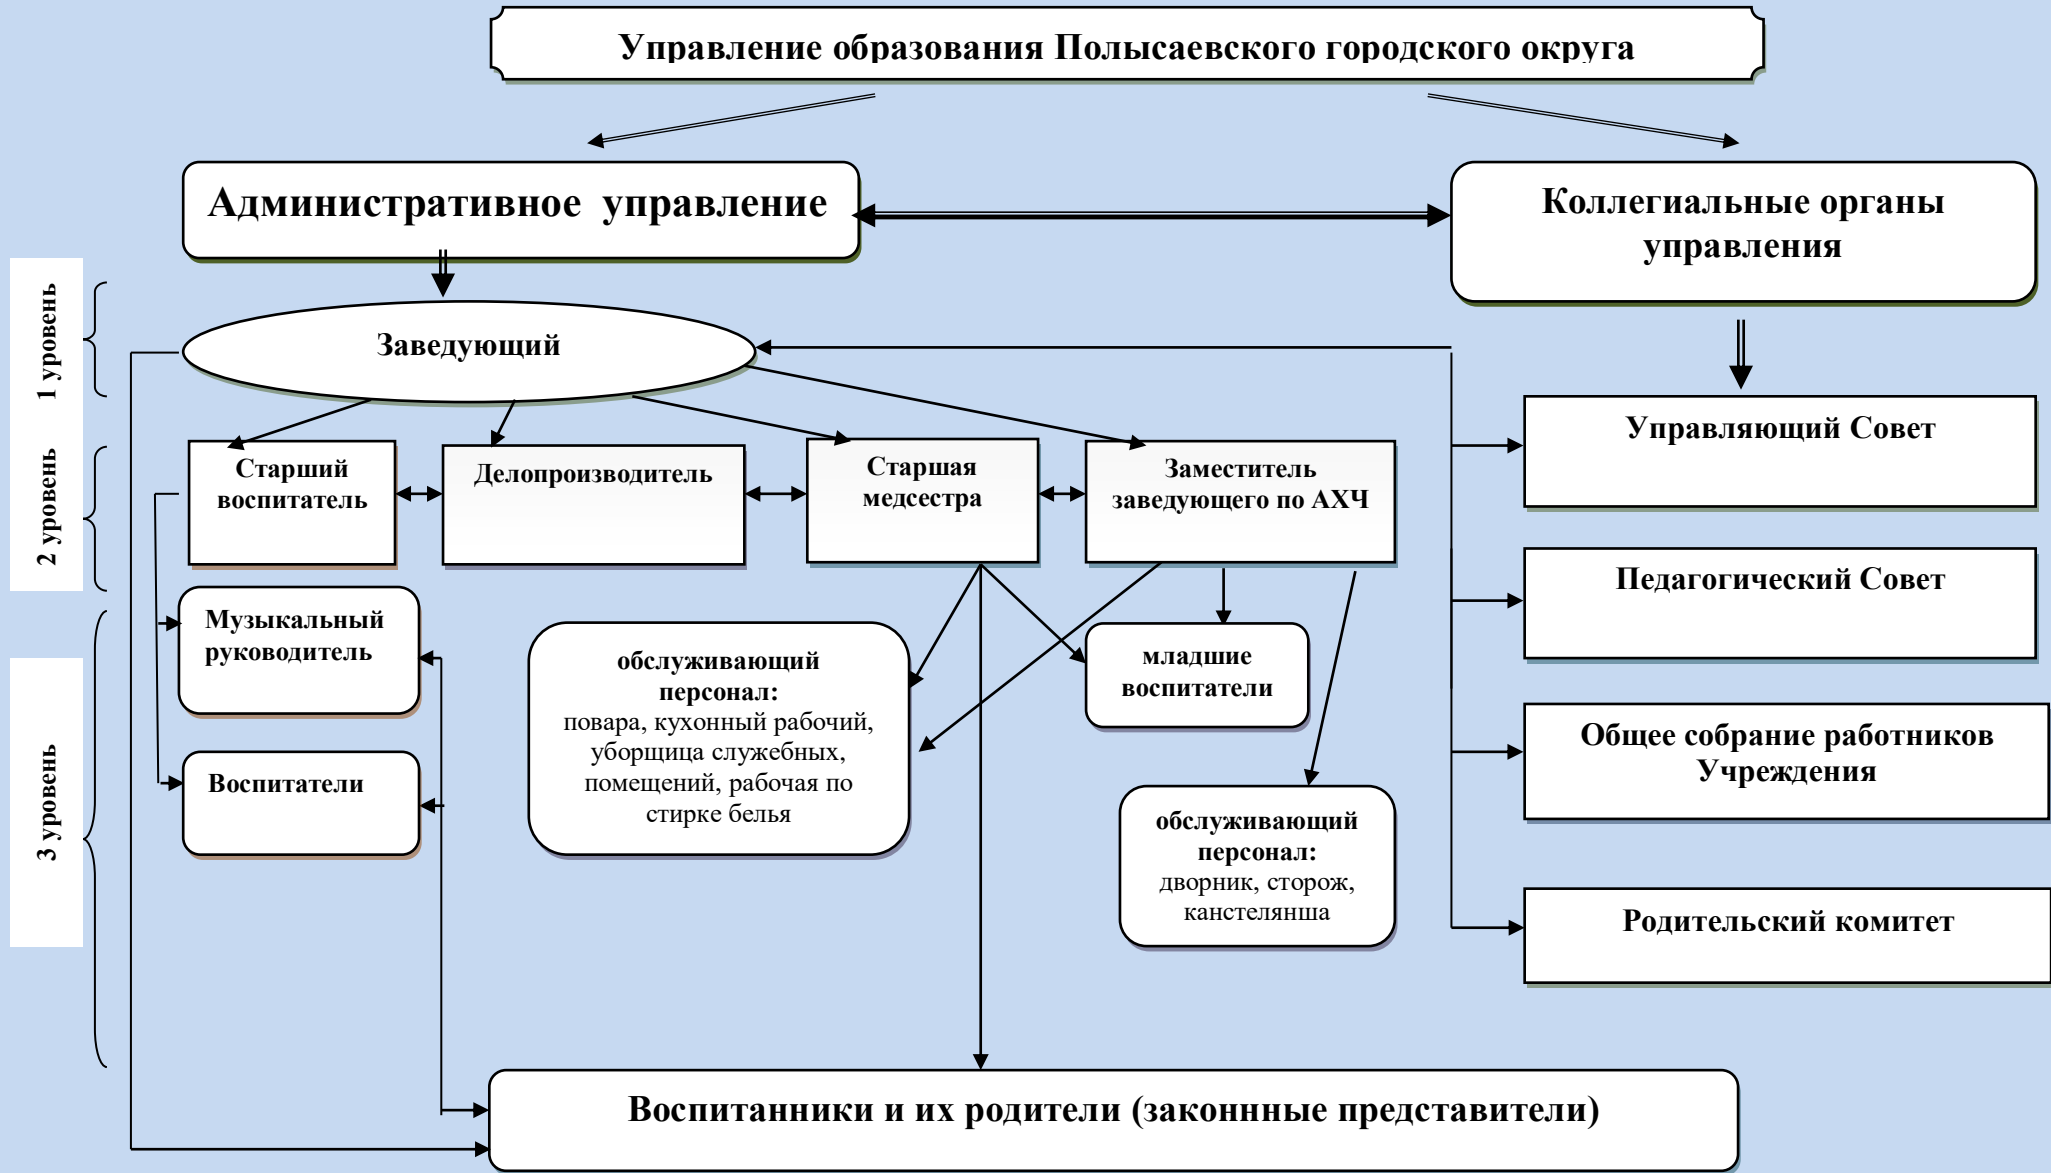 Управление образования Полысаевского городского округа
Административное управление
Коллегиальные органы
управления
1 уровень
Заведующий
2 уровень
Старший
воспитатель
Делопроизводитель
Старшая
медсестра
Заместитель
заведующего по АХЧ
Управляющий Совет
Педагогический Совет
3 уровень
Музыкальный
руководитель
обслуживающий
персонал:
повара, кухонный рабочий,
уборщица служебных,
помещений, рабочая по
стирке белья
младшие
воспитатели
Общее собрание работников
Учреждения
Воспитатели
обслуживающий
персонал:
дворник, сторож,
канстелянша
Родительский комитет
Воспитанники и их родители (законнные представители)